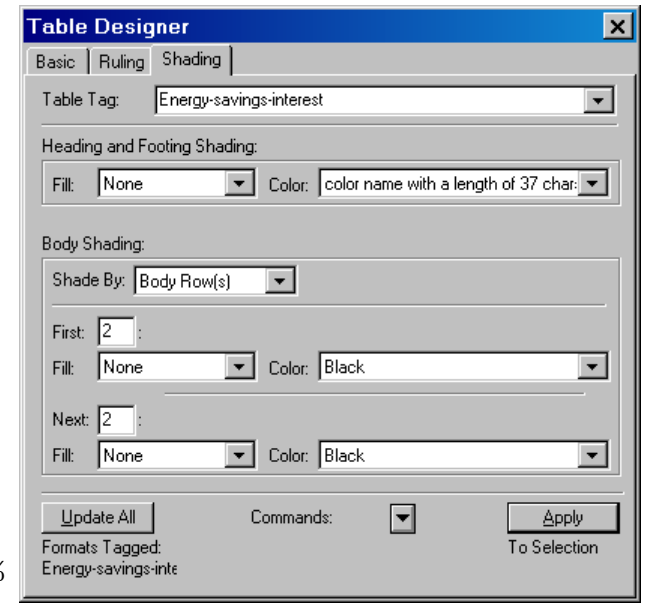 Table Designer
Basic Ruling Shading
Table Tag: Energy-savings-interest
Heading and Footing Shading:
Fill: None Color: color name with a length of 37 char
Body Shading:
Shade By: Body Row(s)
First: 2 :
Fill: None Color: Black
Next: 2 :
Fill: None Color: Black
Update All Commands: Apply
Formats Tagged: To Selection
Energy-savings-inte
%